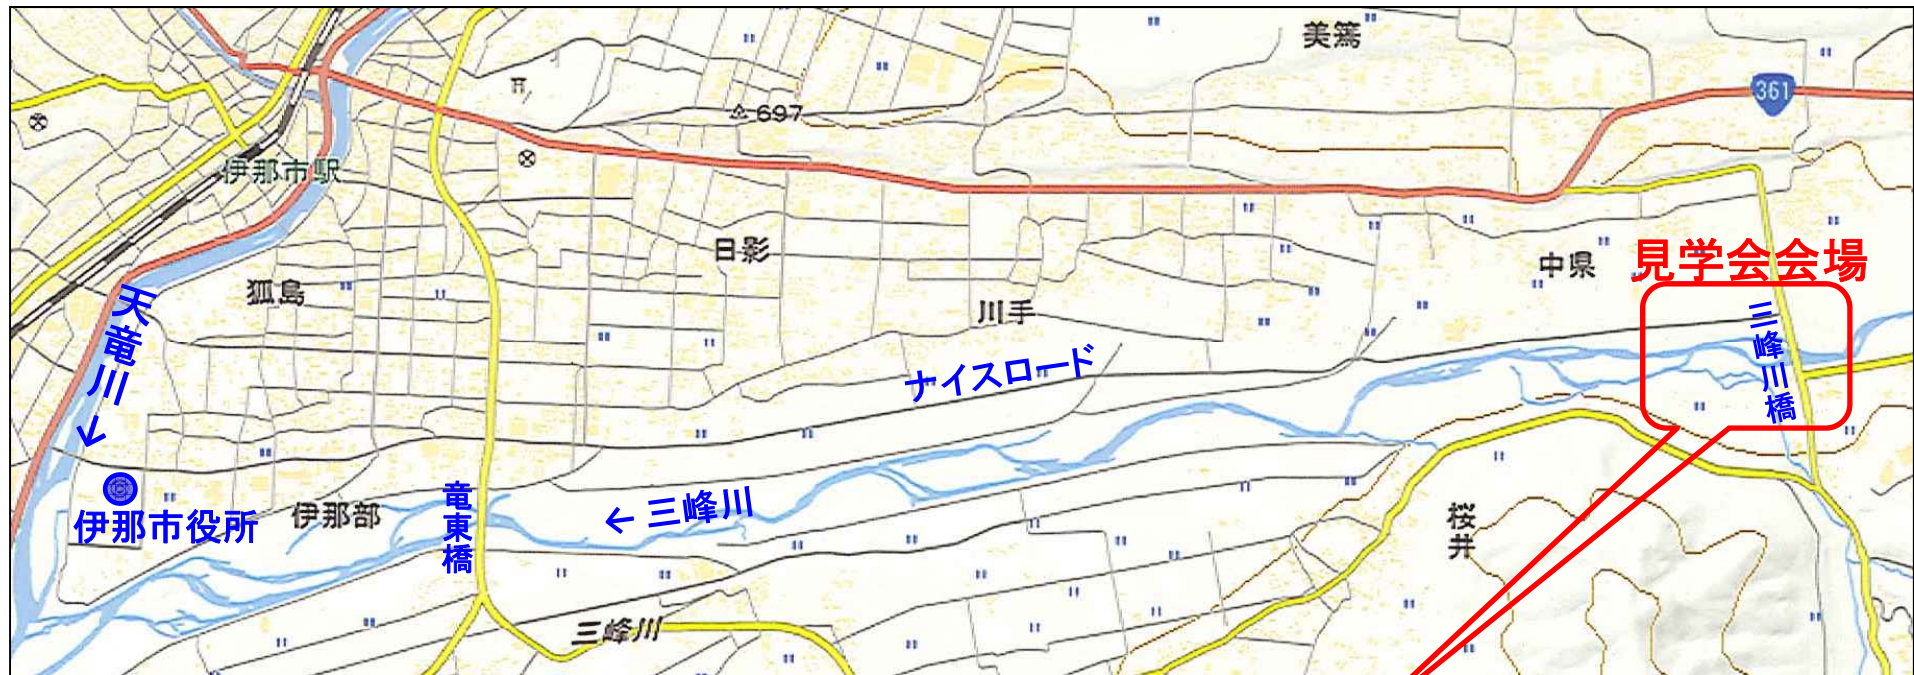 美篶
361
697
伊那市駅
日影
見学会会場
中県
狐島
川手
天竜川
↓
三峰川橋
ナイスロード
伊那市役所
伊那部
竜東橋
← 三峰川
桜井
三峰川